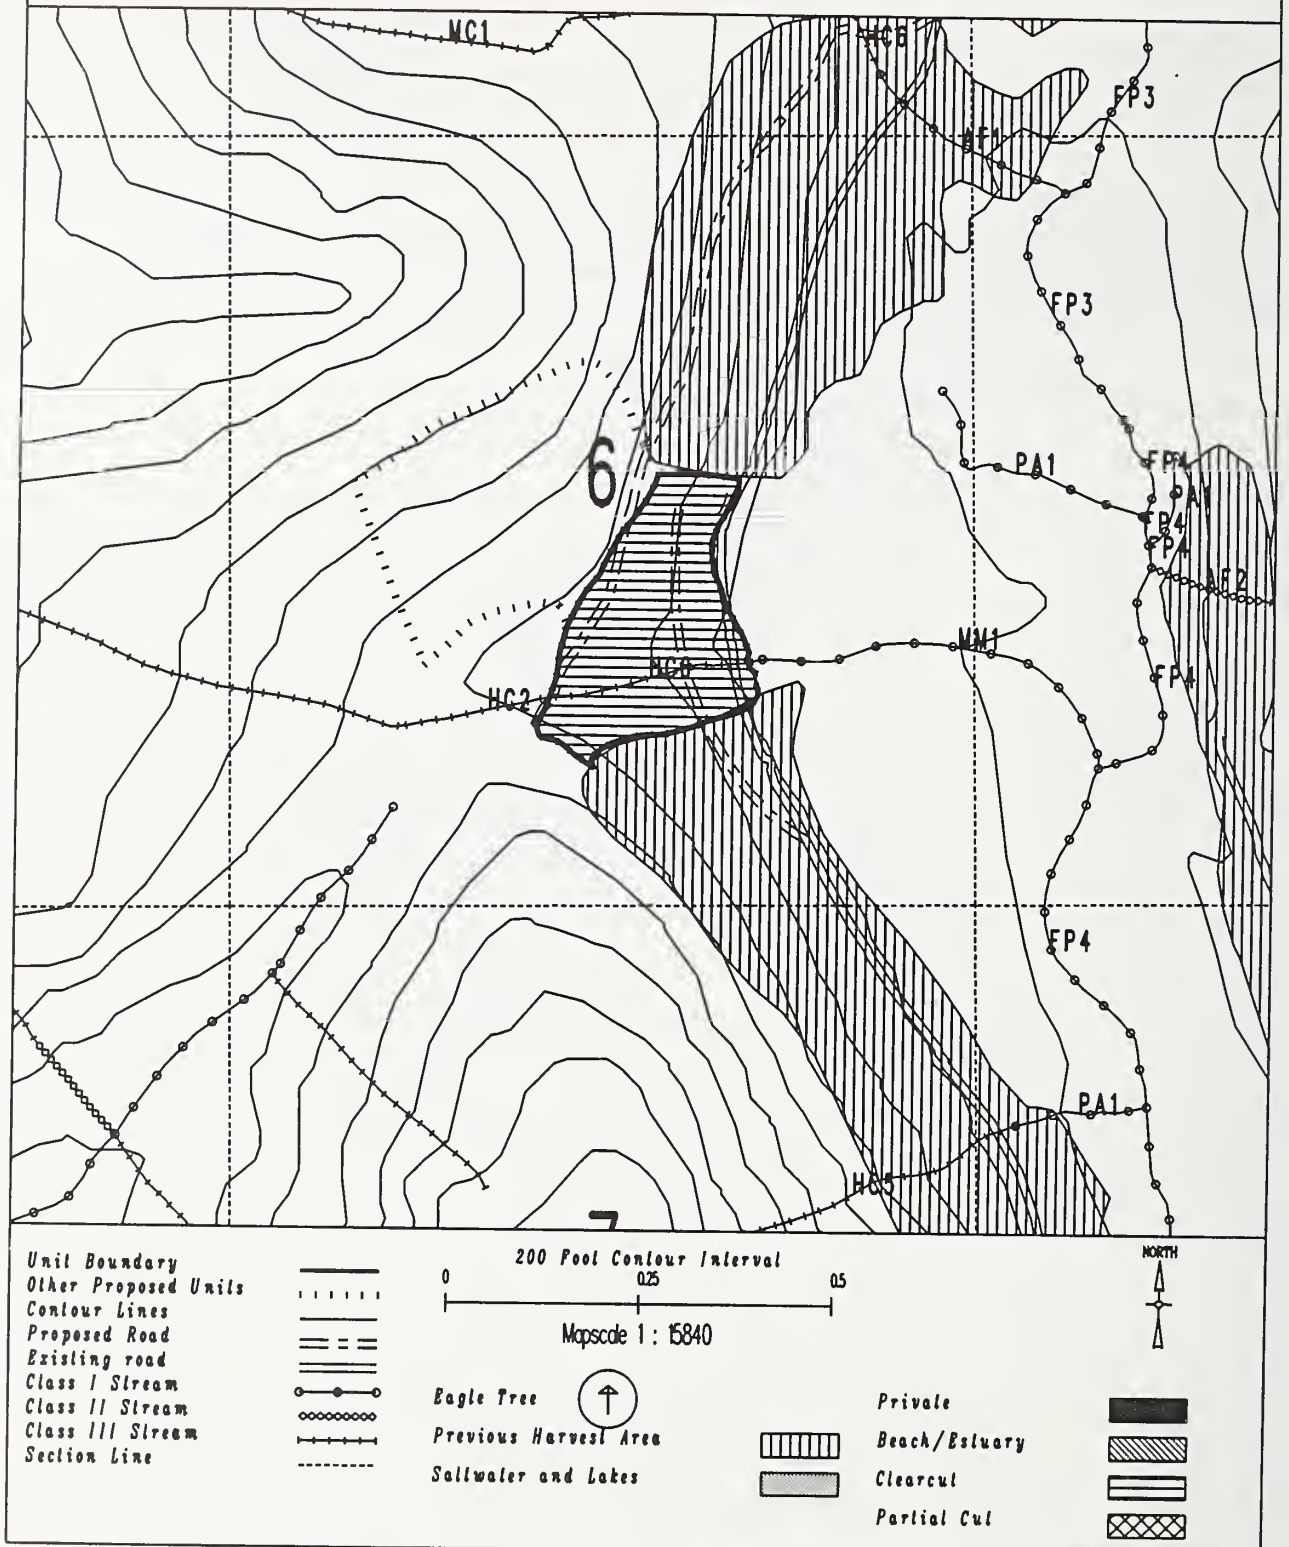 MC1
HC6
FP3
AF1
FP3
6
PA1
FP4
PA1
FP4
FP4
AF2
MM1
HC6
FP4
HC2
FP4
PA1
HC5
7
Unit Boundary
Other Proposed Units
Contour Lines
Proposed Road
Existing road
Class I Stream
Class II Stream
Class III Stream
Section Line
200 Foot Contour Interval
0 0.25 0.5
Mapscale 1 : 15840
Eagle Tree
Previous Harvest Area
Saltwater and Lakes
NORTH
Private
Beach/Estuary
Clearcut
Partial Cut